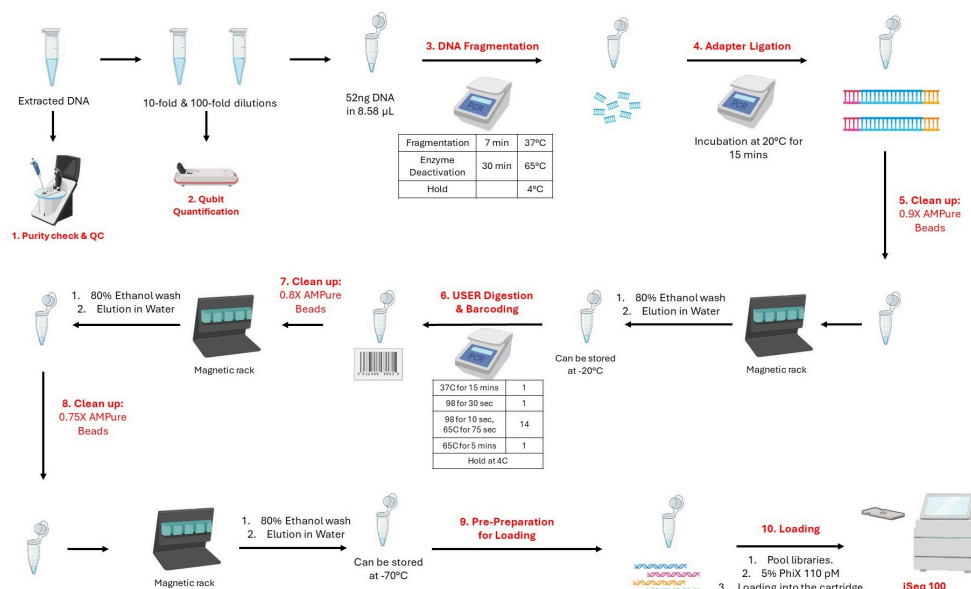 Extracted DNA
1. Purity check & QC
10-fold & 100-fold dilutions
2. Qubit
Quantification
52ng DNA
in 8.58 µL
3. DNA Fragmentation
PCR
Fragmentation 7 min 37°C
Enzyme
Deactivation 30 min 65°C
Hold 4°C
4. Adapter Ligation
Incubation at 20°C for
15 mins
5. Clean up:
0.9X AMPure
Beads
Magnetic rack
1. 80% Ethanol wash
2. Elution in Water
Can be stored
at -20°C
6. USER Digestion
& Barcoding
PCR
37C for 15 mins 1
98 for 30 sec 1
98 for 10 sec,
65C for 75 sec 14
65C for 5 mins 1
Hold at 4C
7. Clean up:
0.8X AMPure
Beads
Magnetic rack
1. 80% Ethanol wash
2. Elution in Water
8. Clean up:
0.75X AMPure
Beads
Magnetic rack
1. 80% Ethanol wash
2. Elution in Water
Can be stored
at -70°C
9. Pre-Preparation
for Loading
10. Loading
1. Pool libraries.
2. 5% PhiX 110 pM
3. Loading into the cartridge
iSeq 100